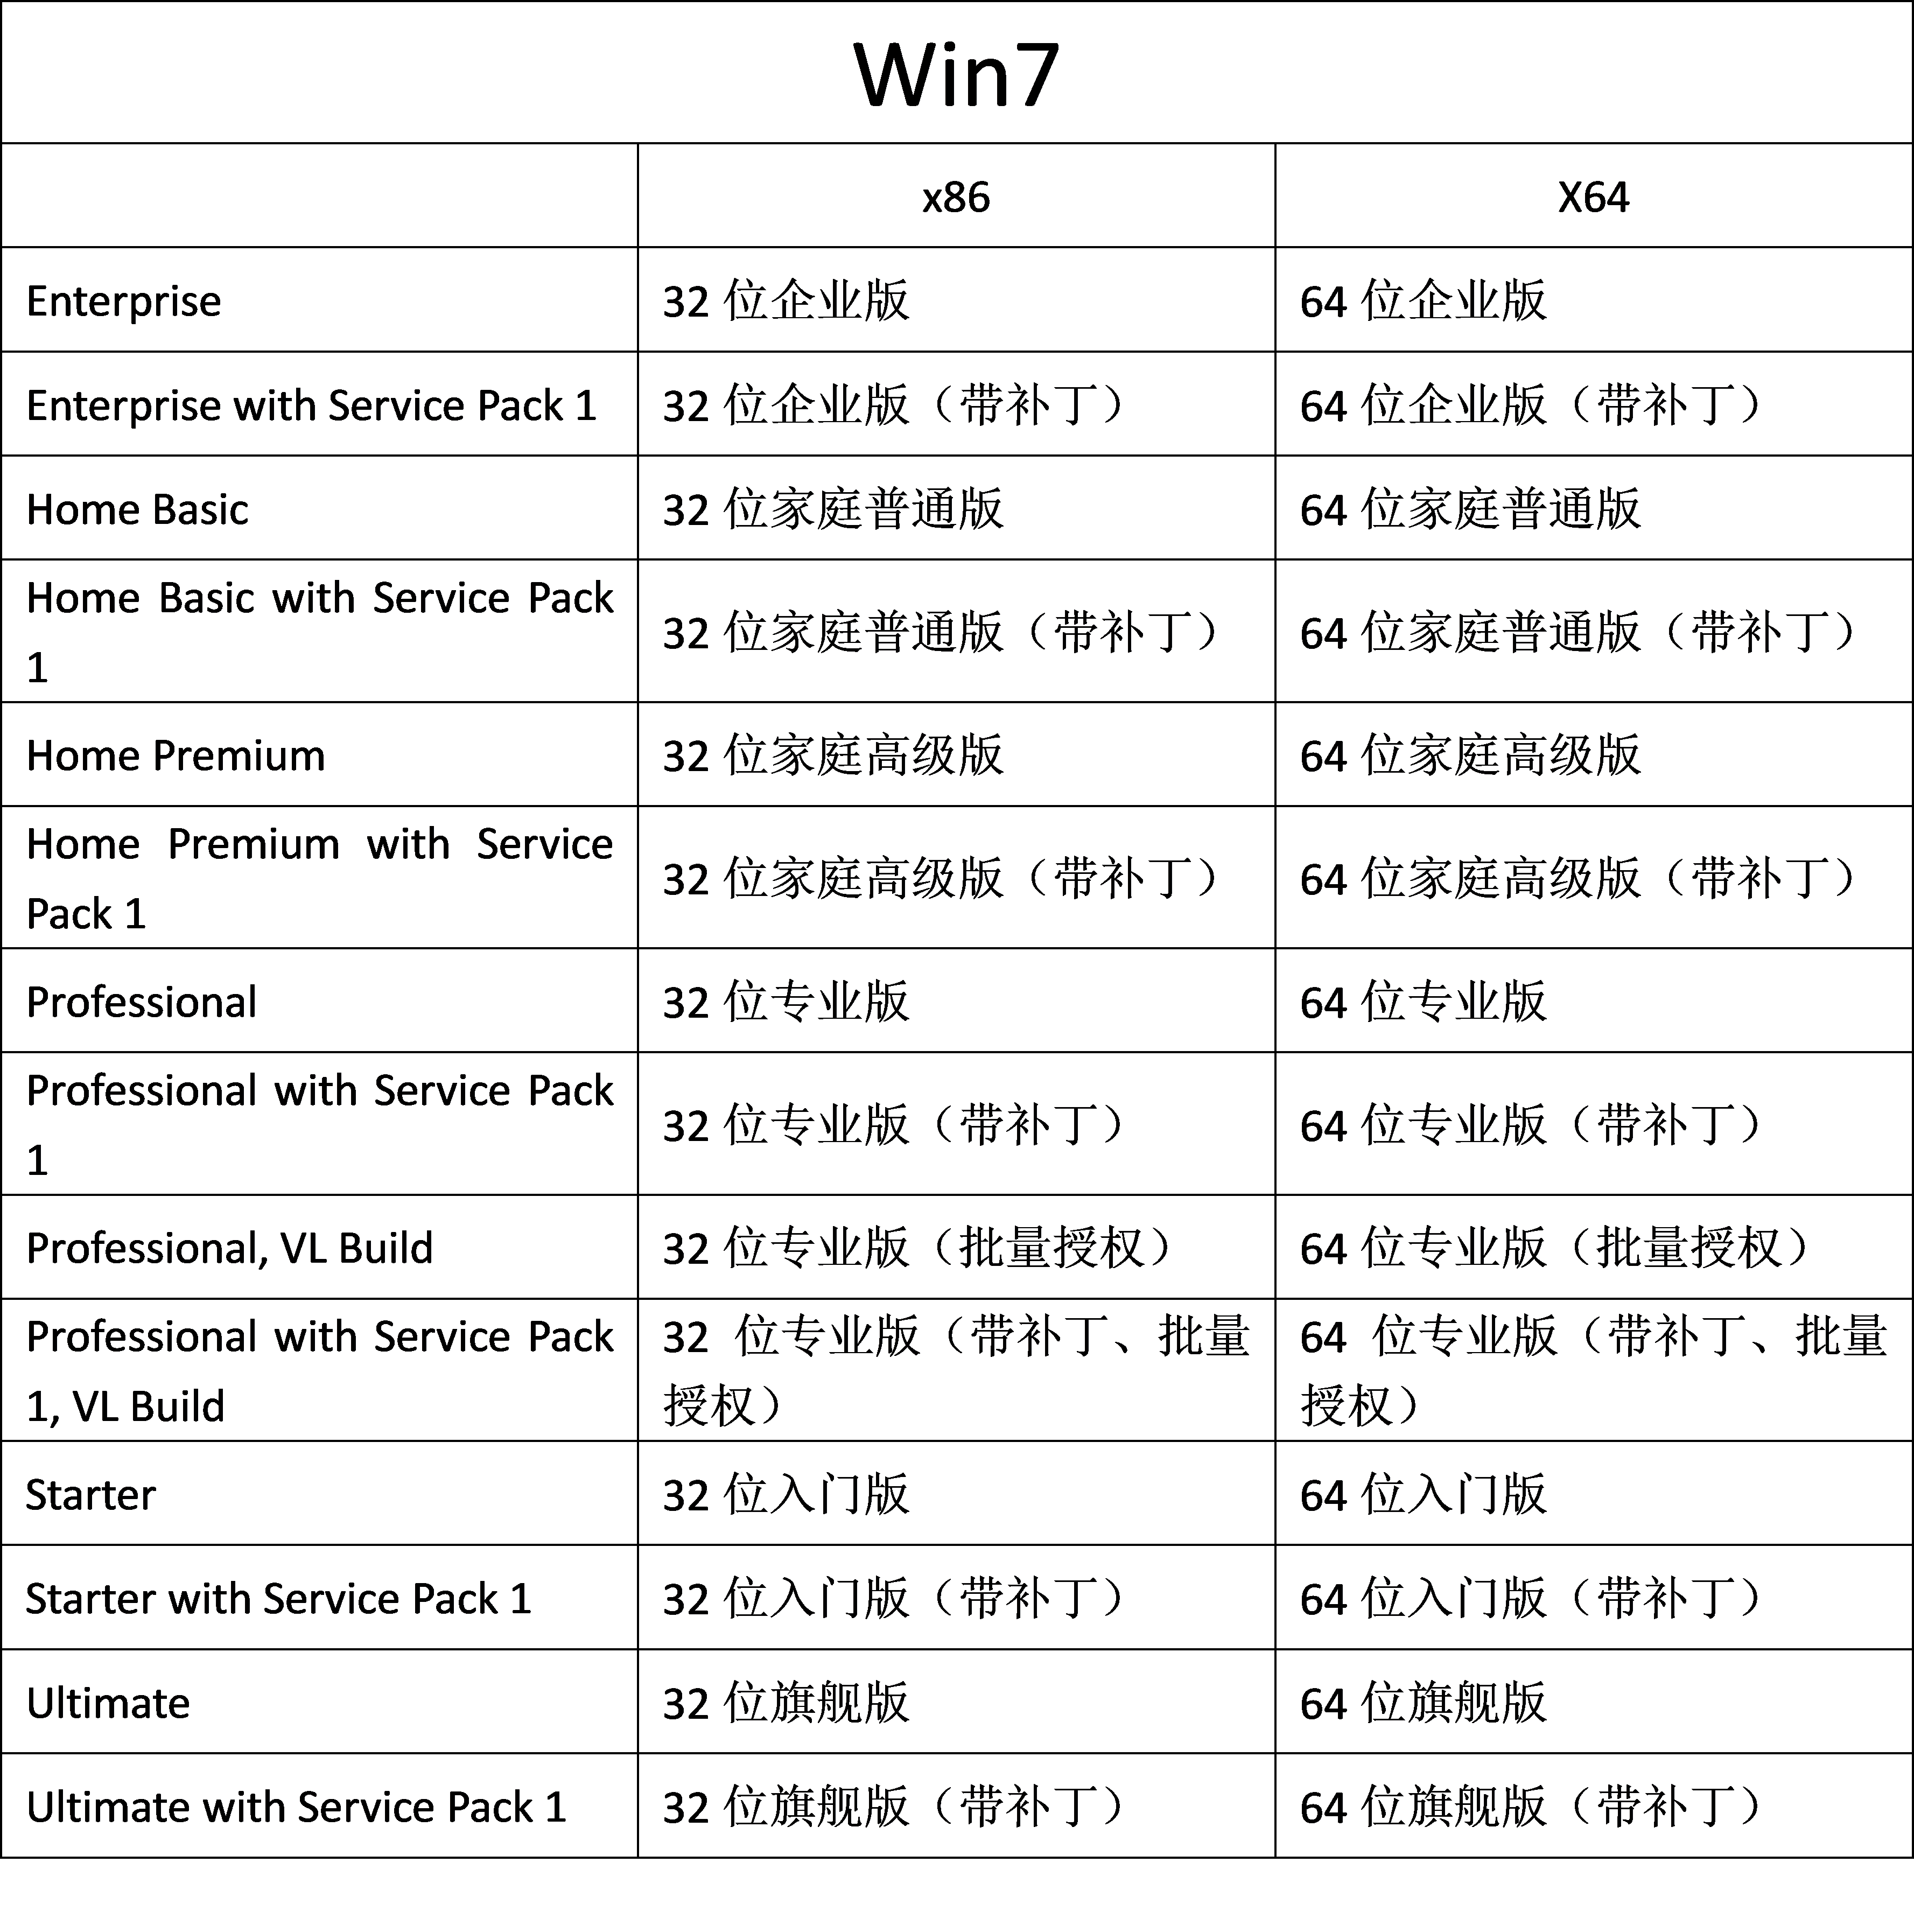 Win7
x86 X64
Enterprise 32 位企业版 64 位企业版
Enterprise with Service Pack 1 32 位企业版（带补丁） 64 位企业版（带补丁）
Home Basic 32 位家庭普通版 64 位家庭普通版
Home Basic with Service Pack
1
32 位家庭普通版（带补丁） 64 位家庭普通版（带补丁）
Home Premium 32 位家庭高级版 64 位家庭高级版
Home Premium with Service
Pack 1
32 位家庭高级版（带补丁） 64 位家庭高级版（带补丁）
Professional 32 位专业版 64 位专业版
Professional with Service Pack
1
32 位专业版（带补丁） 64 位专业版（带补丁）
Professional, VL Build 32 位专业版（批量授权） 64 位专业版（批量授权）
Professional with Service Pack
1, VL Build
32 位专业版（带补丁、批量
授权）
64 位专业版（带补丁、批量
授权）
Starter 32 位入门版 64 位入门版
Starter with Service Pack 1 32 位入门版（带补丁） 64 位入门版（带补丁）
Ultimate 32 位旗舰版 64 位旗舰版
Ultimate with Service Pack 1 32 位旗舰版（带补丁） 64 位旗舰版（带补丁）